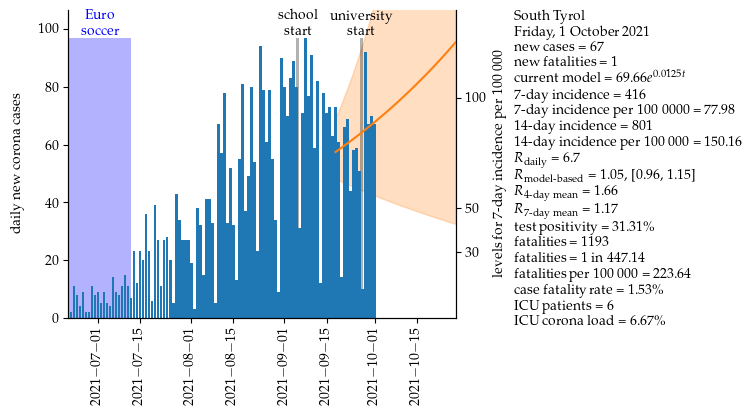 Euro
soccer
school
start
university
start
100
80
60
40
20
0
daily new corona cases
100
50
30
levels for 7-day incidence per 100 000
2021−07−01
2021−07−15
2021−08−01
2021−08−15
2021−09−01
2021−09−15
2021−10−01
2021−10−15
South Tyrol
Friday, 1 October 2021
new cases = 67
new fatalities = 1
current model = 69.66e^0.0125t
7-day incidence = 416
7-day incidence per 100 0000 = 77.98
14-day incidence = 801
14-day incidence per 100 000 = 150.16
R_daily = 6.7
R_model-based = 1.05, [0.96, 1.15]
R_4-day mean = 1.66
R_7-day mean = 1.17
test positivity = 31.31%
fatalities = 1193
fatalities = 1 in 447.14
fatalities per 100 000 = 223.64
case fatality rate = 1.53%
ICU patients = 6
ICU corona load = 6.67%